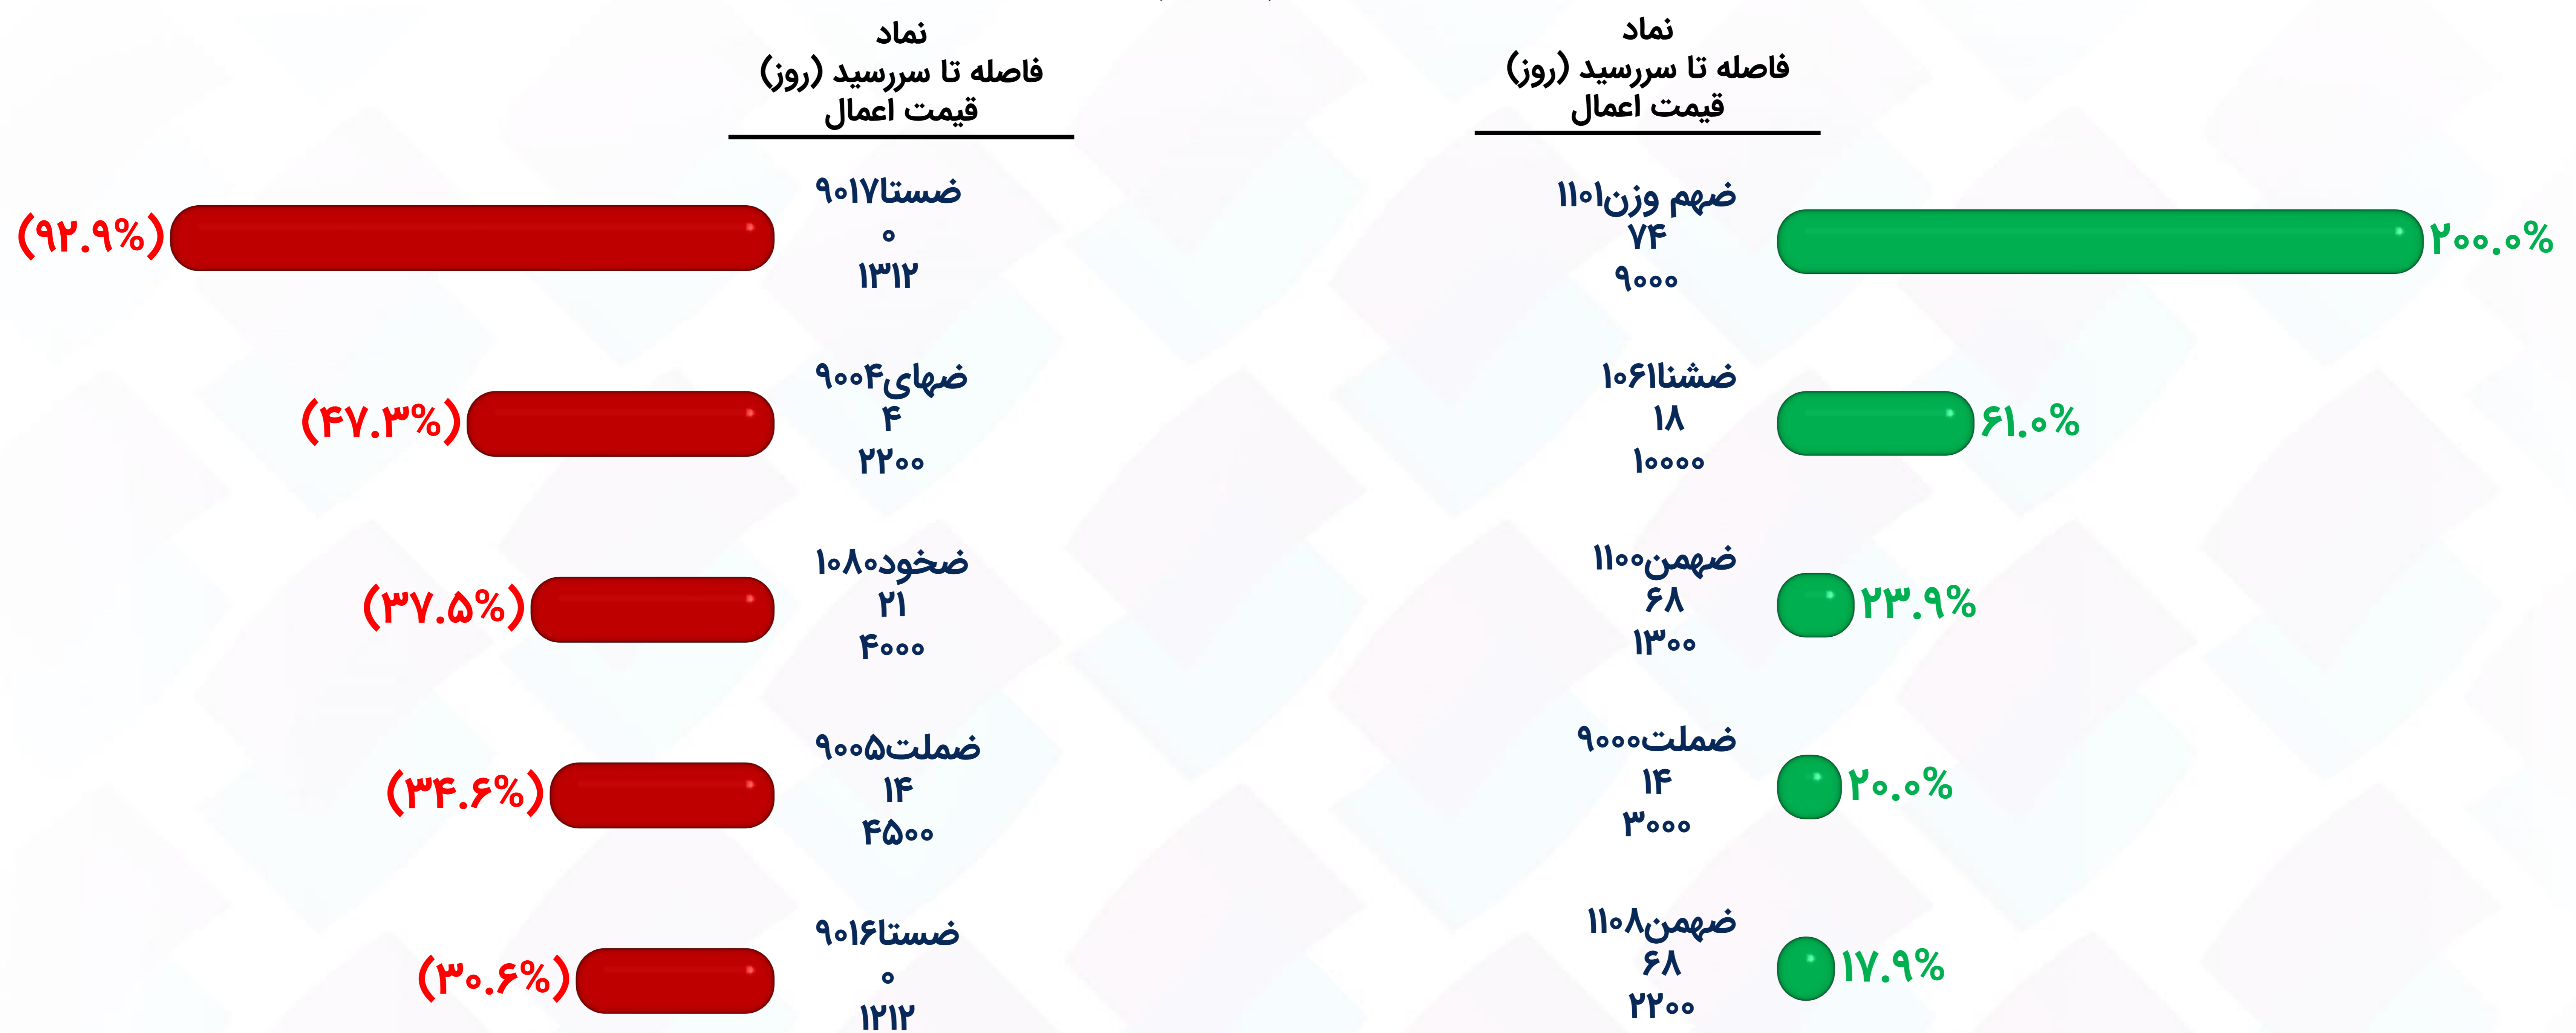 نماد
فاصله تا سررسید (روز)
قیمت اعمال
ضهم وزن۱۱۰۱
۷۴
۹۰۰۰
۲۰۰.۰%
ضشنا۱۰۶۱
۱۸
۱۰۰۰۰
۶۱.۰%
ضهمن۱۱۰۰
۶۸
۱۳۰۰
۲۳.۹%
ضملت۹۰۰۰
۱۴
۳۰۰۰
۲۰.۰%
ضهمن۱۱۰۸
۶۸
۲۲۰۰
۱۷.۹%
نماد
فاصله تا سررسید (روز)
قیمت اعمال
ضستا۹۰۱۷
۰
۱۳۱۲
(۹۲.۹%)
ضهای۹۰۰۴
۴
۲۲۰۰
(۴۷.۳%)
ضخود۱۰۸۰
۲۱
۴۰۰۰
(۳۷.۵%)
ضملت۹۰۰۵
۱۴
۴۵۰۰
(۳۴.۶%)
ضستا۹۰۱۶
۰
۱۲۱۲
(۳۰.۶%)